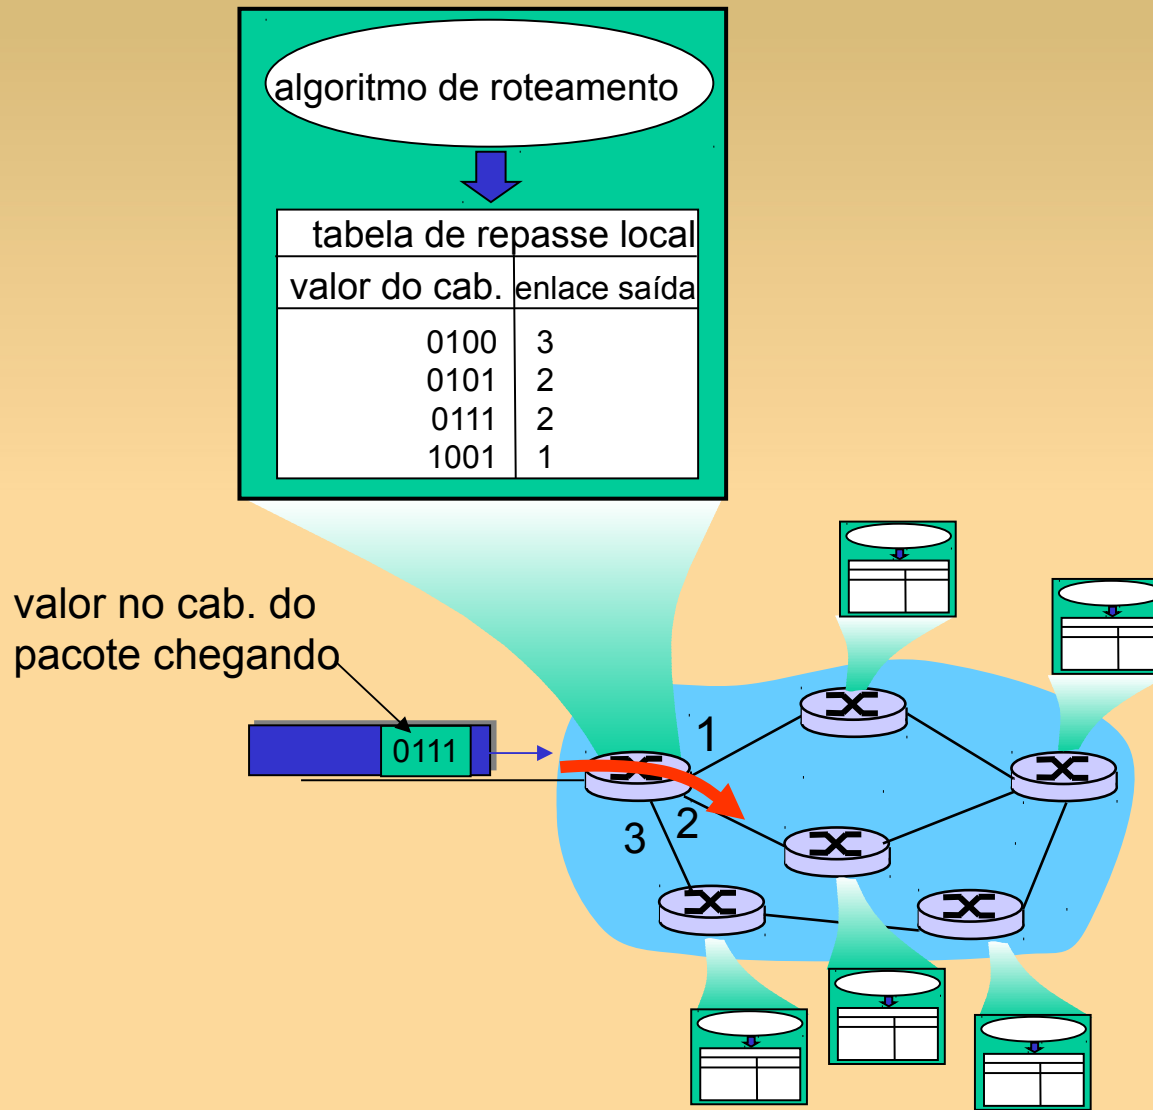 algoritmo de roteamento
tabela de repasse local
valor do cab. enlace saída
0100 3
0101 2
0111 2
1001 1
valor no cab. do
pacote chegando
0111
1
2
3